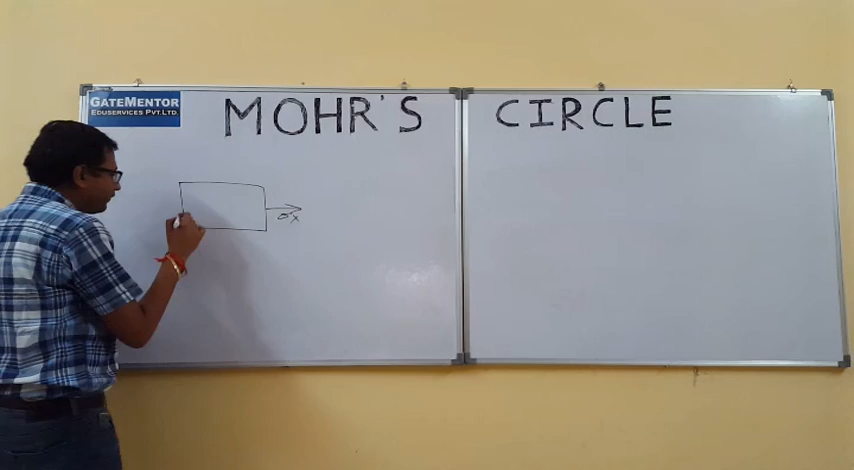 GATEMENTOR
EDUSERVICES PVT.LTD.
MOHR'S CIRCLE
σx